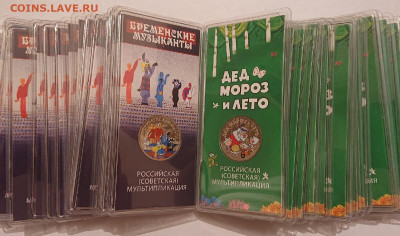 COINS.LAVE.RU
БРЕМЕНСКИЕ
МУЗЫКАНТЫ
РОССИЙСКАЯ
(СОВЕТСКАЯ)
МУЛЬТИПЛИКАЦИЯ
ДЕД
МОРОЗ
и ЛЕТО
РОССИЙСКАЯ
(СОВЕТСКАЯ)
МУЛЬТИПЛИКАЦИЯ